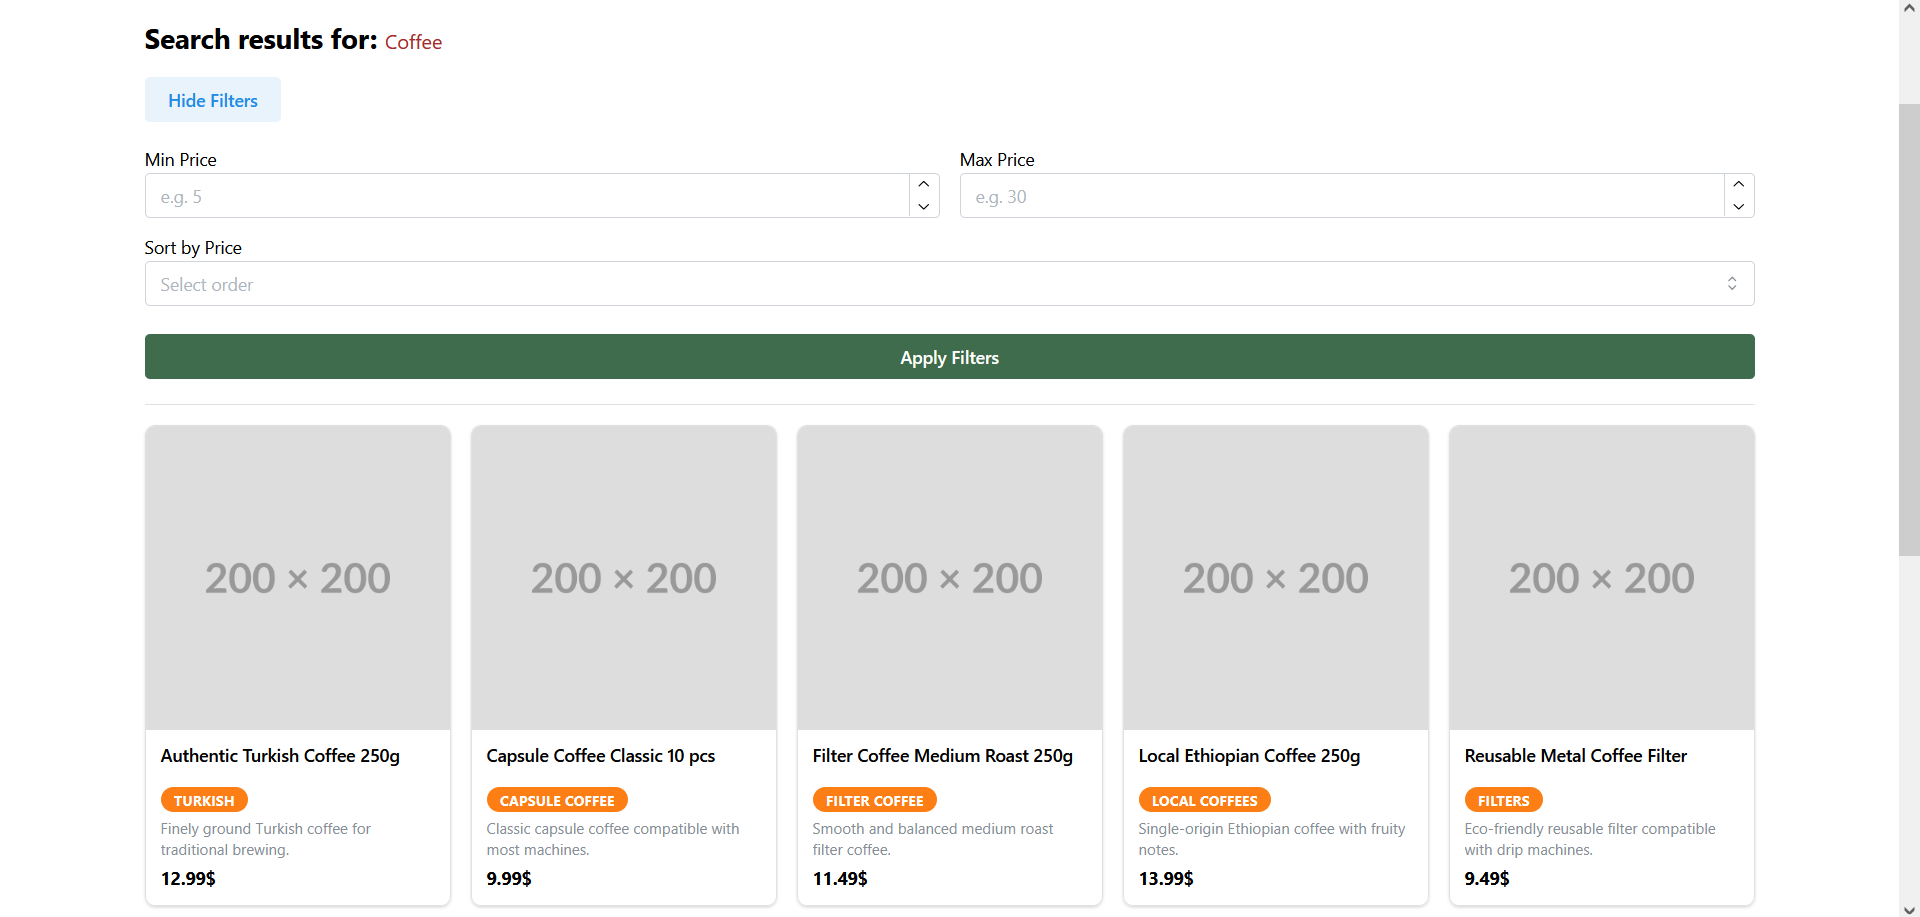 Search results for: Coffee
Hide Filters
Min Price
Max Price
e.g. 5
e.g. 30
Sort by Price
Select order
Apply Filters
200 × 200
200 × 200
200 × 200
200 × 200
200 × 200
Authentic Turkish Coffee 250g
TURKISH
Finely ground Turkish coffee for
traditional brewing.
12.99$
Capsule Coffee Classic 10 pcs
CAPSULE COFFEE
Classic capsule coffee compatible with
most machines.
9.99$
Filter Coffee Medium Roast 250g
FILTER COFFEE
Smooth and balanced medium roast
filter coffee.
11.49$
Local Ethiopian Coffee 250g
LOCAL COFFEES
Single-origin Ethiopian coffee with fruity
notes.
13.99$
Reusable Metal Coffee Filter
FILTERS
Eco-friendly reusable filter compatible
with drip machines.
9.49$